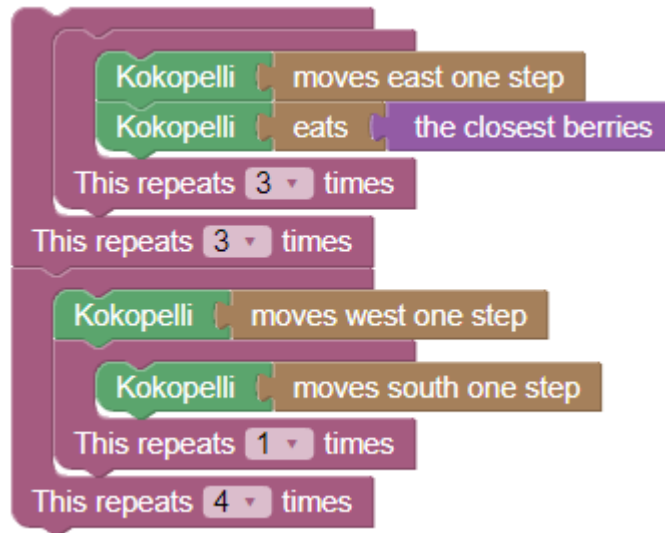 Kokopelli moves east one step
Kokopelli eats the closest berries
This repeats 3 times
This repeats 3 times
Kokopelli moves west one step
Kokopelli moves south one step
This repeats 1 times
This repeats 4 times